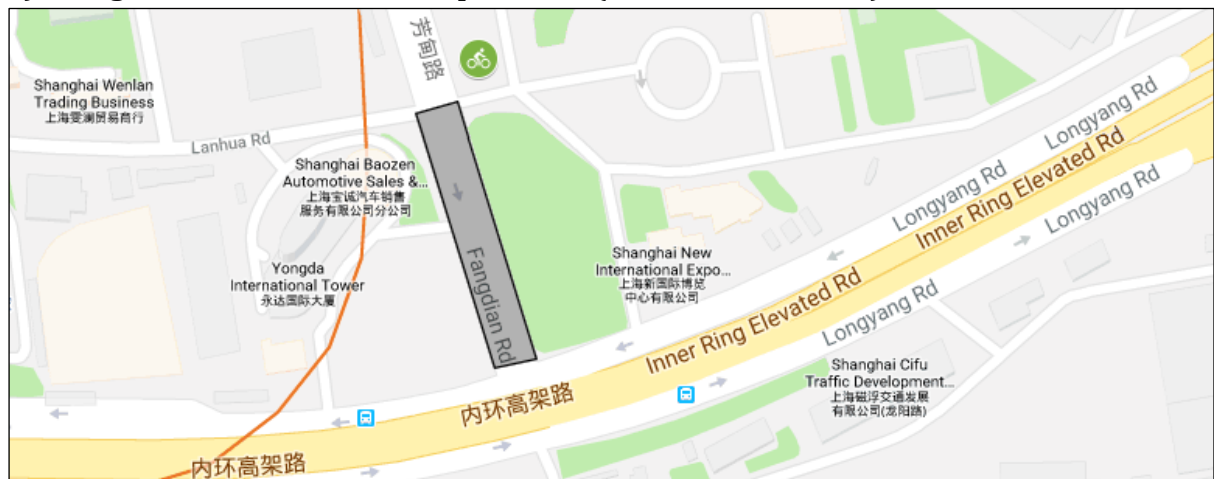 芳甸路
Shanghai Wenlan
Trading Business
上海雯澜贸易商行
Lanhua Rd
Shanghai Baozen
Automotive Sales &...
上海宝诚汽车销售
服务有限公司分公司
Yongda
International Tower
永达国际大厦
Fangdian Rd
Shanghai New
International Expo...
上海新国际博览
中心有限公司
Longyang Rd
Longyang Rd
Inner Ring Elevated Rd
Longyang Rd
Inner Ring Elevated Rd
Longyang Rd
Shanghai Cifu
Traffic Development...
上海磁浮交通发展
有限公司(龙阳路)
内环高架路
内环高架路